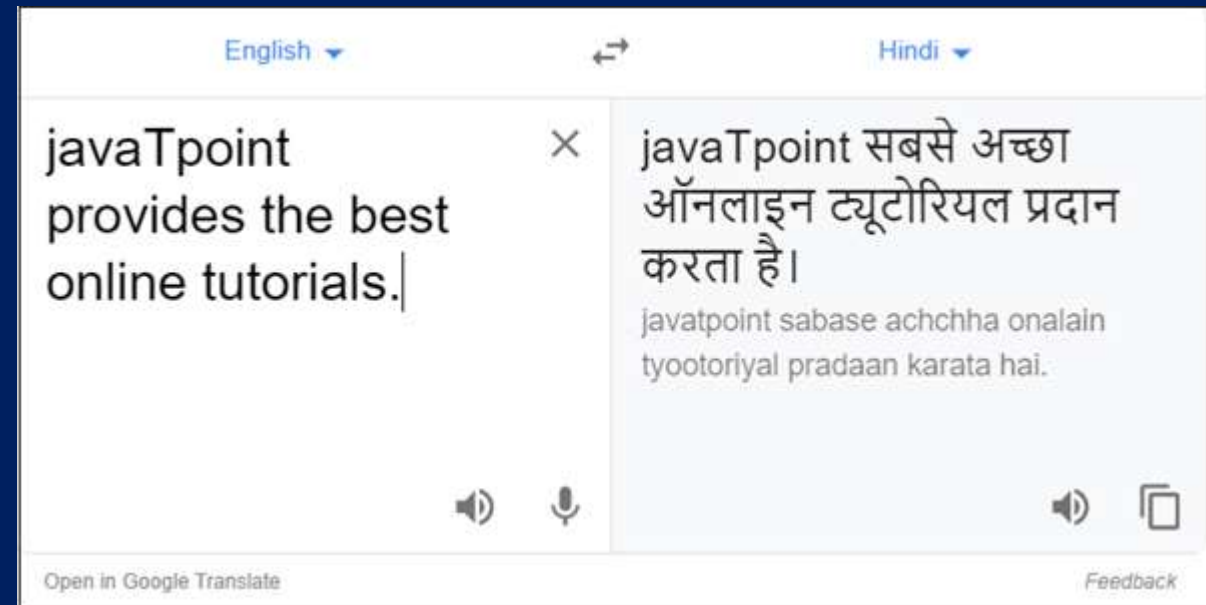 English
Hindi
javaTpoint
provides the best
online tutorials.
javaTpoint सबसे अच्छा
ऑनलाइन ट्यूटोरियल प्रदान
करता है।
javatpoint sabase achchha onalain
tyootoriyal pradaan karata hai.
Open in Google Translate
Feedback